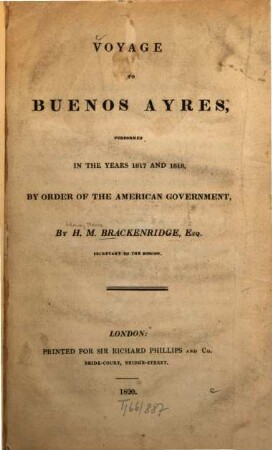 VOYAGE
TO
BUENOS AYRES,
PERFORMED
IN THE YEARS 1817 AND 1818,
BY ORDER OF THE AMERICAN GOVERNMENT,
BY H. M. BRACKENRIDGE, ESQ.
SECRETARY TO THE MISSION.
LONDON:
PRINTED FOR SIR RICHARD PHILLIPS AND Co.
BRIDE-COURT, BRIDGE-STREET.
1820.